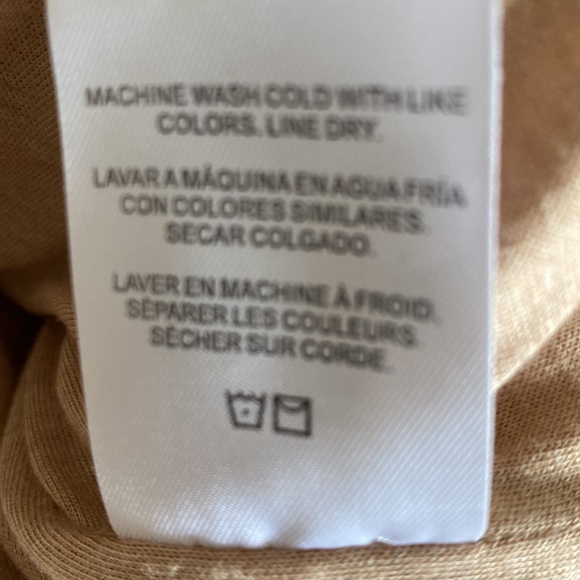 MACHINE WASH COLD WITH LIKE
COLORS. LINE DRY.
LAVAR A MÁQUINA EN AGUA FRÍA
CON COLORES SIMILARES.
SECAR COLGADO.
LAVER EN MACHINE À FROID.
SÉPARER LES COULEURS.
SÉCHER SUR CORDE.